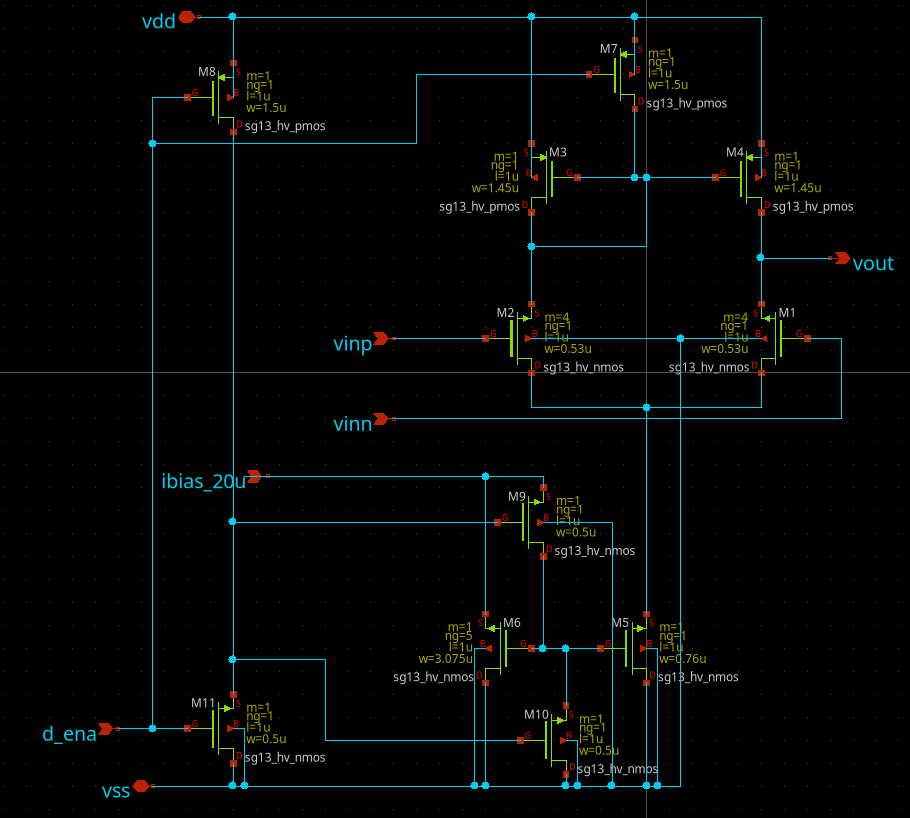 vdd
M8
G
S
B
D
m=1
ng=1
l=1u
w=1.5u
sg13_hv_pmos
M7
G
S
B
D
m=1
ng=1
l=1u
w=1.5u
sg13_hv_pmos
M3
G
S
B
D
m=1
ng=1
l=1u
w=1.45u
sg13_hv_pmos
M4
G
S
B
D
m=1
ng=1
l=1u
w=1.45u
sg13_hv_pmos
vout
vinp
M2
G
S
B
D
m=4
ng=1
l=1u
w=0.53u
sg13_hv_nmos
M1
G
S
B
D
m=4
ng=1
l=1u
w=0.53u
sg13_hv_nmos
vinn
ibias_20u
M9
G
S
B
D
m=1
ng=1
l=1u
w=0.5u
sg13_hv_nmos
M6
G
S
B
D
m=1
ng=5
l=1u
w=3.075u
sg13_hv_nmos
M5
G
S
B
D
m=1
ng=1
l=1u
w=0.76u
sg13_hv_nmos
M11
G
S
B
D
m=1
ng=1
l=1u
w=0.5u
sg13_hv_nmos
M10
G
S
B
D
m=1
ng=1
l=1u
w=0.5u
sg13_hv_nmos
d_ena
vss